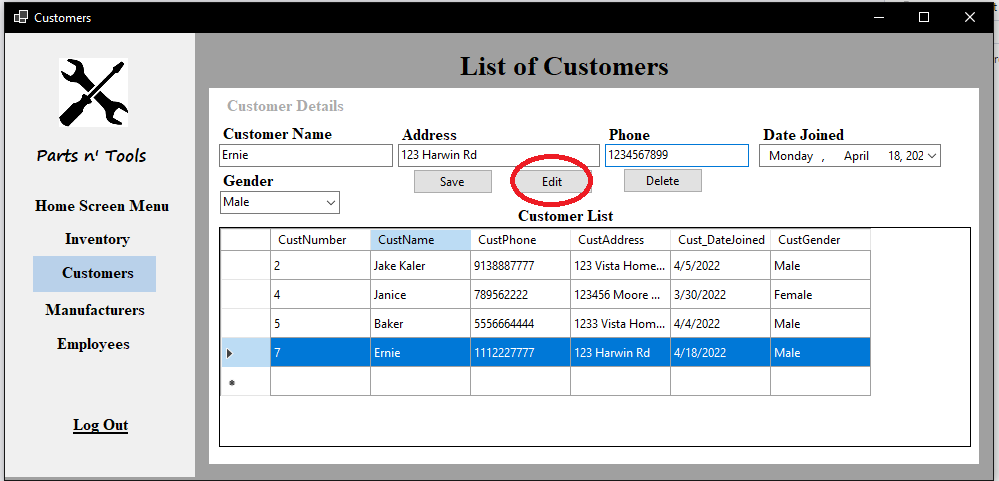 Customers
Parts n' Tools
Home Screen Menu
Inventory
Customers
Manufacturers
Employees
Log Out
List of Customers
Customer Details
Customer Name Address Phone Date Joined
Ernie 123 Harwin Rd 1234567899 Monday , April 18, 202
Save Edit Delete
Gender
Male
Customer List
CustNumber CustName CustPhone CustAddress Cust_DateJoined CustGender
2 Jake Kaler 9138887777 123 Vista Home... 4/5/2022 Male
4 Janice 789562222 123456 Moore ... 3/30/2022 Female
5 Baker 5556664444 1233 Vista Hom... 4/4/2022 Male
7 Ernie 1112227777 123 Harwin Rd 4/18/2022 Male